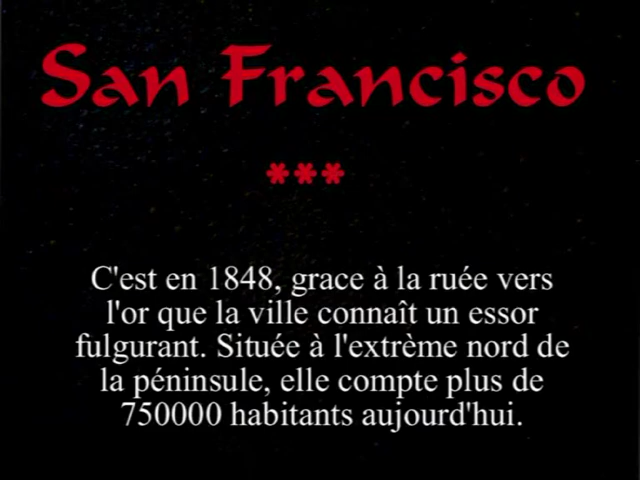 San Francisco
***
C'est en 1848, grace à la ruée vers
l'or que la ville connaît un essor
fulgurant. Située à l'extrème nord de
la péninsule, elle compte plus de
750000 habitants aujourd'hui.